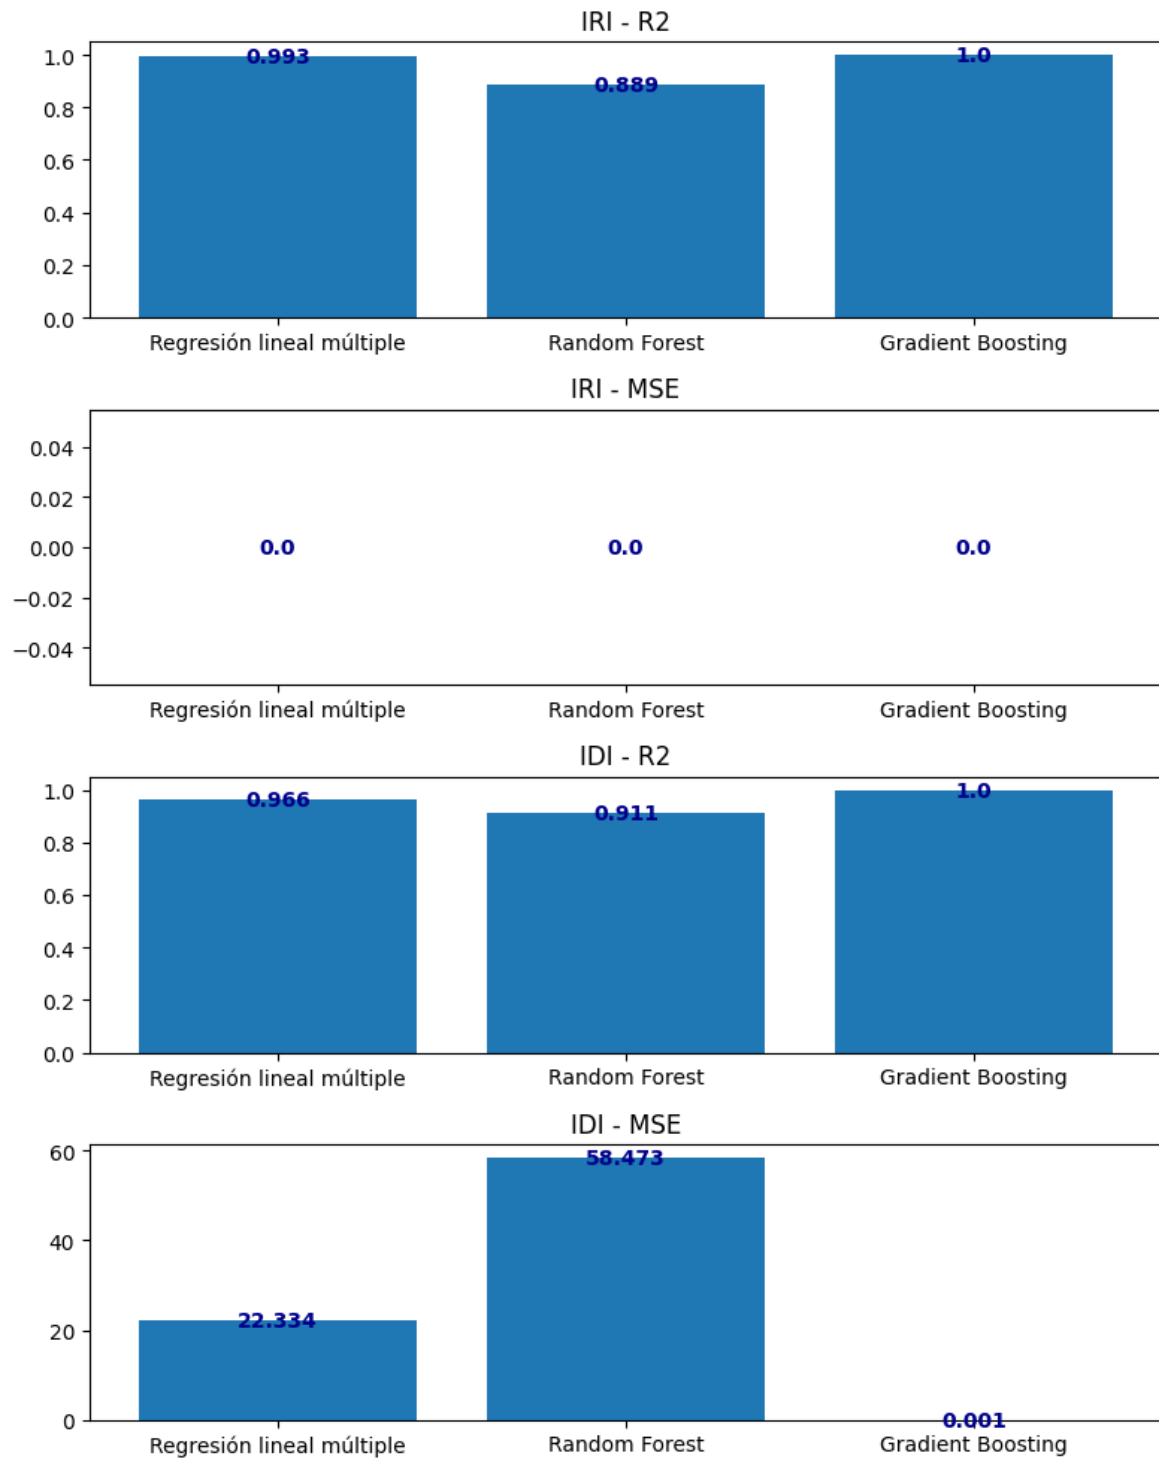 IRI - R2
1.0
0.8
0.6
0.4
0.2
0.0
0.993
0.889
1.0
Regresión lineal múltiple
Random Forest
Gradient Boosting
IRI - MSE
0.04
0.02
0.00
−0.02
−0.04
0.0
0.0
0.0
Regresión lineal múltiple
Random Forest
Gradient Boosting
IDI - R2
1.0
0.8
0.6
0.4
0.2
0.0
0.966
0.911
1.0
Regresión lineal múltiple
Random Forest
Gradient Boosting
IDI - MSE
60
40
20
0
22.334
58.473
0.001
Regresión lineal múltiple
Random Forest
Gradient Boosting